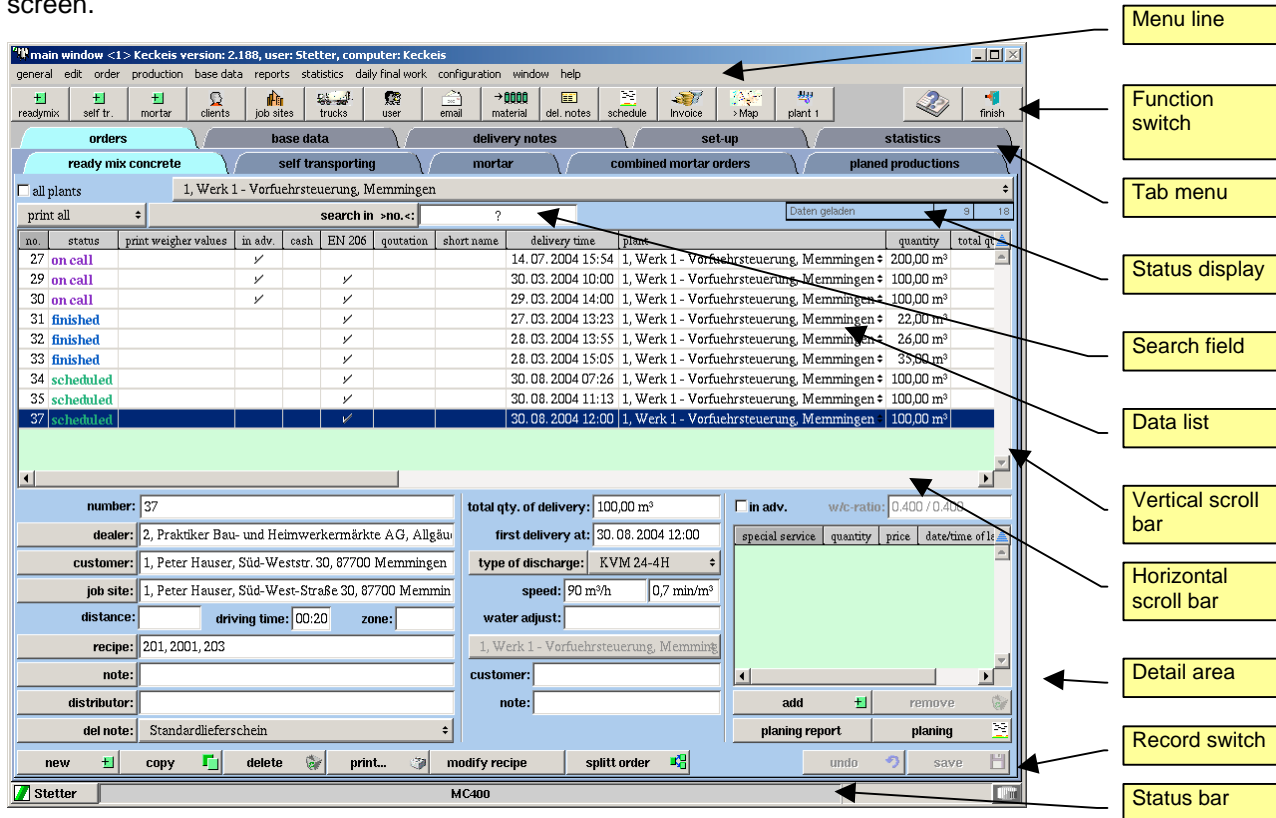 screen.
Menu line
main window <1> Keckeis version: 2.188, user: Stetter, computer: Keckeis
general edit order production base data reports statistics daily final work configuration window help
readymix self tr. mortar clients job sites trucks user email material del. notes schedule Invoice >Map plant 1 finish
Function switch
orders base data delivery notes set-up statistics
ready mix concrete self transporting mortar combined mortar orders planed productions
Tab menu
all plants 1, Werk 1 - Vorfuehrsteuerung, Memmingen
print all search in >no.<: ? Daten geladen 9 18
Status display
no. status print weigher values in adv. cash EN 206 qoutation short name delivery time plant quantity total qt
27 on call ✓ 14.07.2004 15:54 1, Werk 1 - Vorfuehrsteuerung, Memmingen 200,00 m³
29 on call ✓ ✓ 30.03.2004 10:00 1, Werk 1 - Vorfuehrsteuerung, Memmingen 100,00 m³
30 on call ✓ ✓ 29.03.2004 14:00 1, Werk 1 - Vorfuehrsteuerung, Memmingen 100,00 m³
31 finished ✓ 27.03.2004 13:23 1, Werk 1 - Vorfuehrsteuerung, Memmingen 22,00 m³
32 finished ✓ 28.03.2004 13:55 1, Werk 1 - Vorfuehrsteuerung, Memmingen 26,00 m³
33 finished ✓ 28.03.2004 15:05 1, Werk 1 - Vorfuehrsteuerung, Memmingen 35,00 m³
34 scheduled ✓ 30.08.2004 07:26 1, Werk 1 - Vorfuehrsteuerung, Memmingen 100,00 m³
35 scheduled ✓ 30.08.2004 11:13 1, Werk 1 - Vorfuehrsteuerung, Memmingen 100,00 m³
37 scheduled ✓ 30.08.2004 12:00 1, Werk 1 - Vorfuehrsteuerung, Memmingen 100,00 m³
Search field
Data list
Vertical scroll bar
Horizontal scroll bar
number: 37 total qty. of delivery: 100,00 m³ in adv. w/c-ratio: 0.400 / 0.400
dealer: 2, Praktiker Bau- und Heimwerkermärkte AG, Allgäu first delivery at: 30.08.2004 12:00 special service quantity price date/time of la
customer: 1, Peter Hauser, Süd-Weststr. 30, 87700 Memmingen type of discharge: KVM 24-4H
job site: 1, Peter Hauser, Süd-West-Straße 30, 87700 Memmin speed: 90 m³/h 0,7 min/m³
distance: driving time: 00:20 zone: water adjust:
recipe: 201, 2001, 203 1, Werk 1 - Vorfuehrsteuerung, Memming
note: customer:
distributor: note: add remove
del note: Standardlieferschein planing report planing
Detail area
new copy delete print... modify recipe splitt order undo save
Record switch
Stetter MC400
Status bar